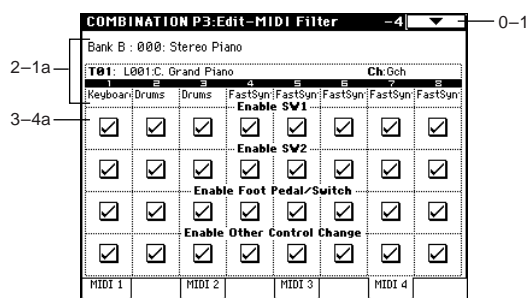 COMBINATION P3:Edit-MIDI Filter -4
0–1
Bank B : 000: Stereo Piano
2–1a
T01: L001:C. Grand Piano Ch:Gch
1 2 3 4 5 6 7 8
Keyboar Drums Drums FastSyn FastSyn FastSyn FastSyn FastSyn
Enable SW1
3–4a
Enable SW2
Enable Foot Pedal/Switch
Enable Other Control Change
MIDI 1 MIDI 2 MIDI 3 MIDI 4